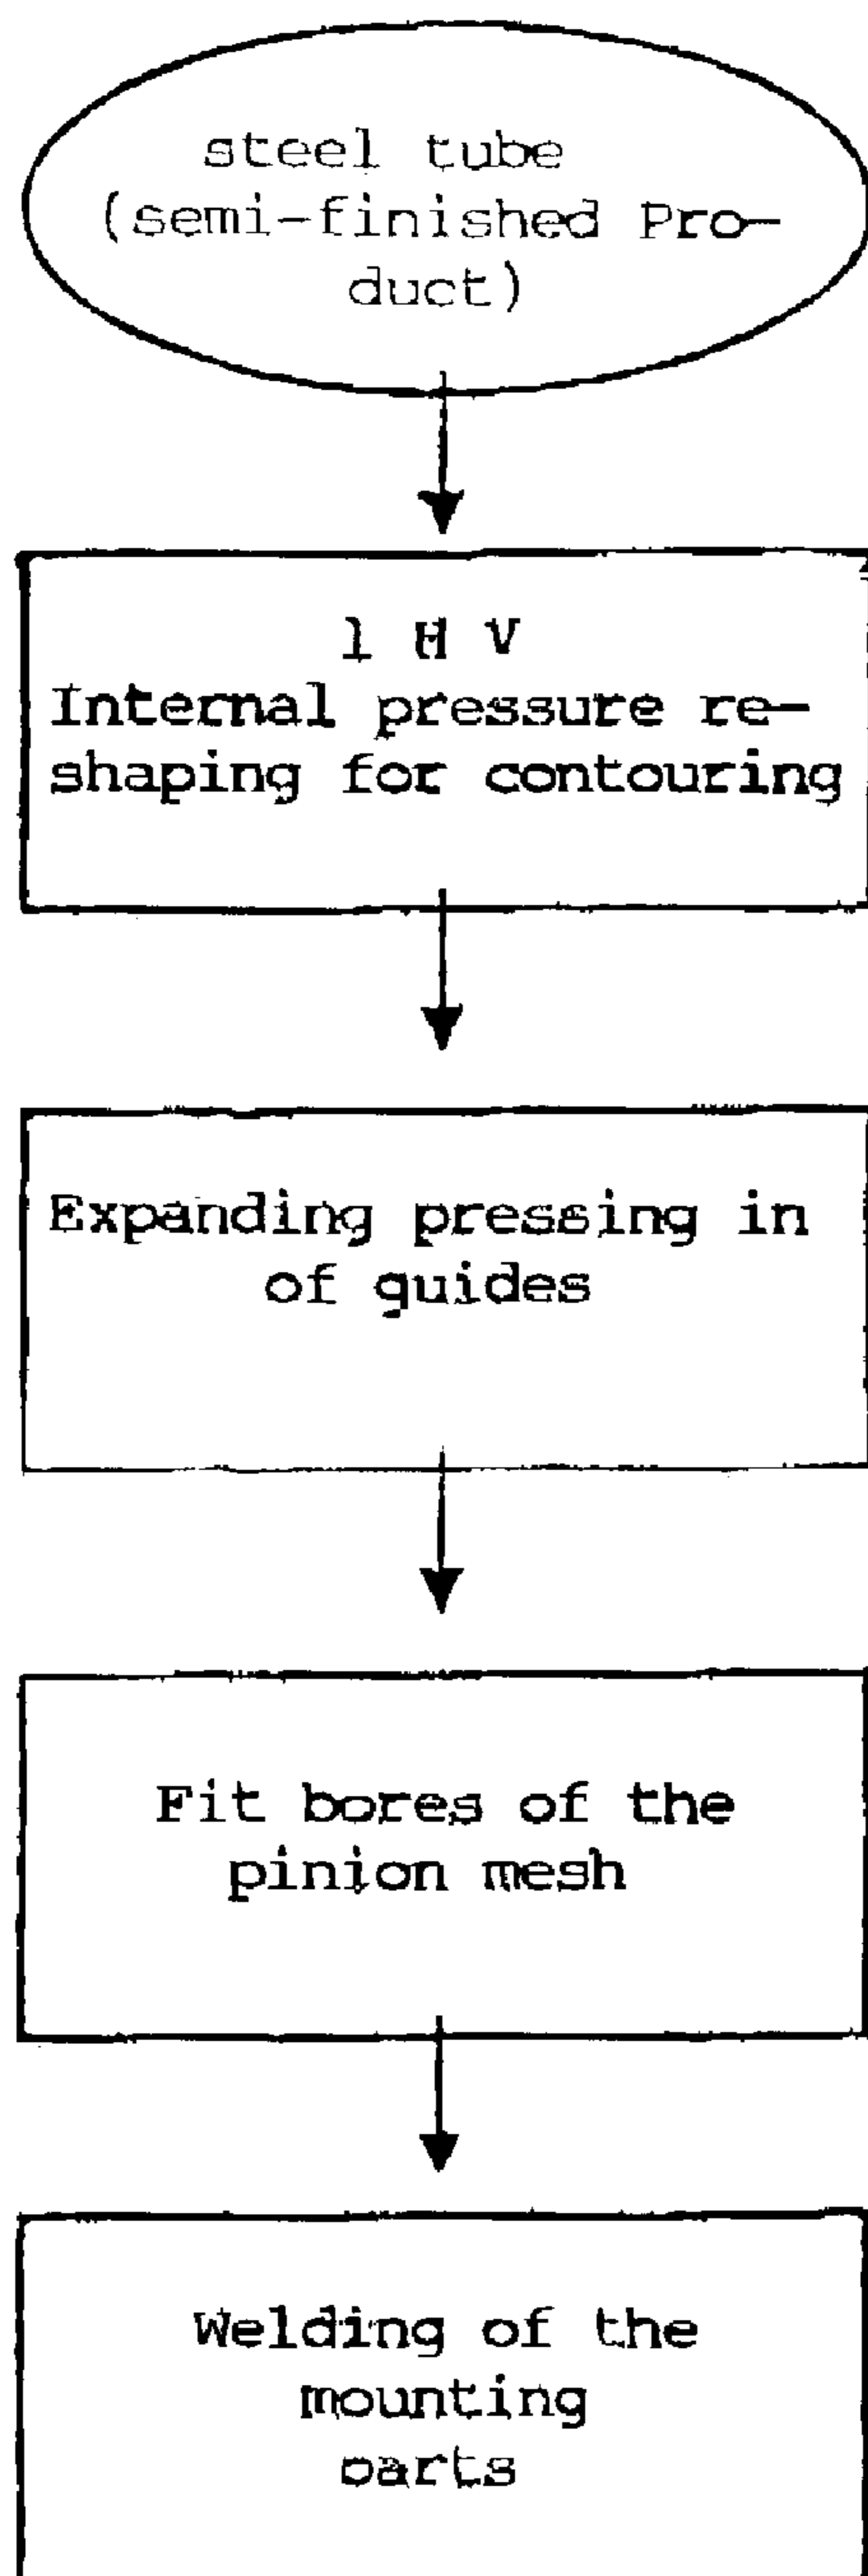 steel tube
(semi-finished Pro-
duct)
1 H V
Internal pressure re-
shaping for contouring
Expanding pressing in
of guides
Fit bores of the
pinion mesh
Welding of the
mounting
parts